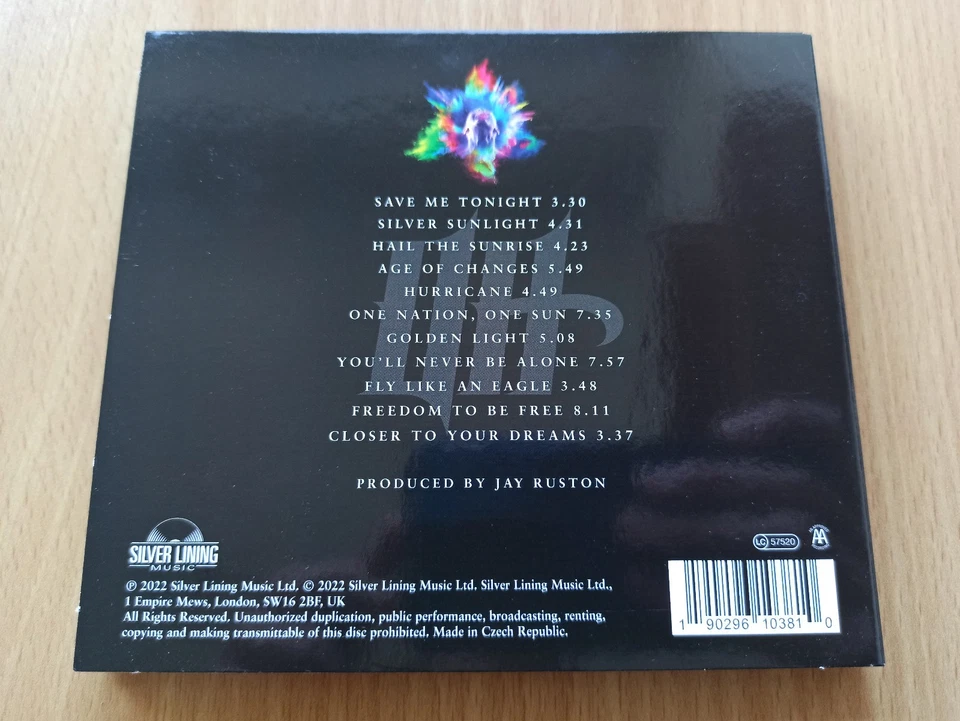 SAVE ME TONIGHT 3.30
SILVER SUNLIGHT 4.31
HAIL THE SUNRISE 4.23
AGE OF CHANGES 5.49
HURRICANE 4.49
ONE NATION, ONE SUN 7.35
GOLDEN LIGHT 5.08
YOU'LL NEVER BE ALONE 7.57
FLY LIKE AN EAGLE 3.48
FREEDOM TO BE FREE 8.11
CLOSER TO YOUR DREAMS 3.37
PRODUCED BY JAY RUSTON
SILVER LINING
MUSIC
℗ 2022 Silver Lining Music Ltd. © 2022 Silver Lining Music Ltd. Silver Lining Music Ltd.,
1 Empire Mews, London, SW16 2BF, UK
All Rights Reserved. Unauthorized duplication, public performance, broadcasting, renting,
copying and making transmittable of this disc prohibited. Made in Czech Republic.
LC 57520
AA
1 90296 10381 0